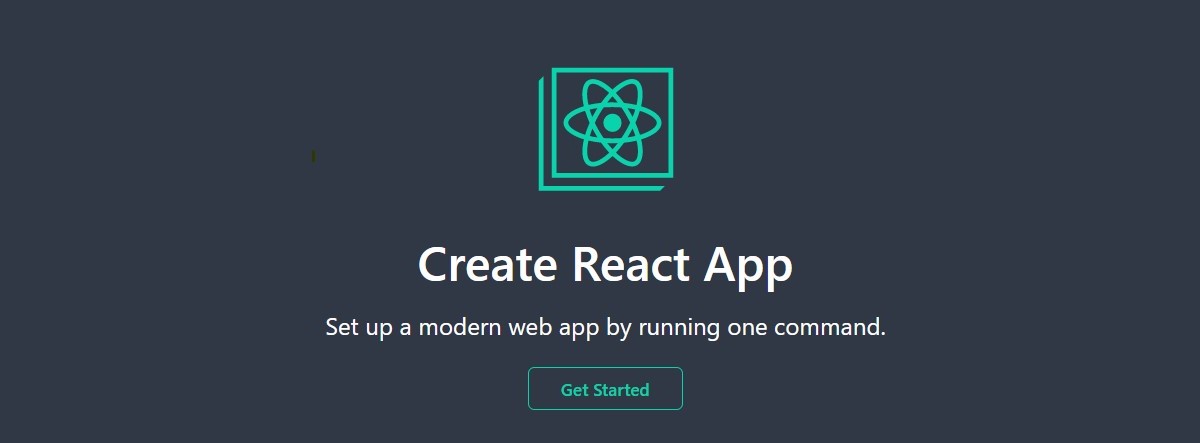 Create React App
Set up a modern web app by running one command.
Get Started